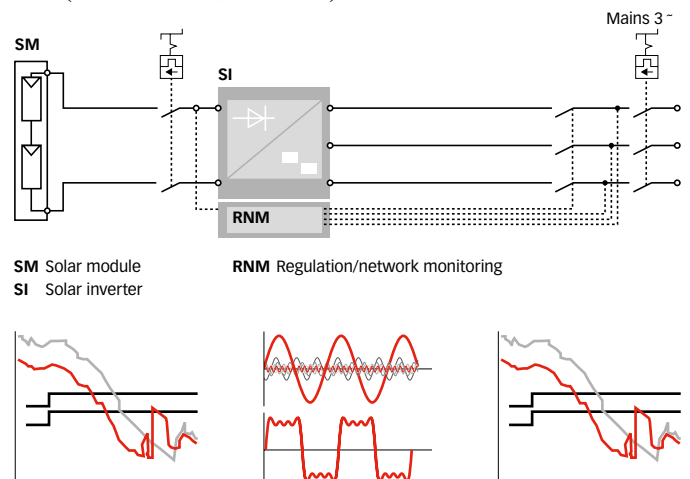 Mains 3 ~
SM
SI
RNM
SM Solar module
RNM Regulation/network monitoring
SI Solar inverter